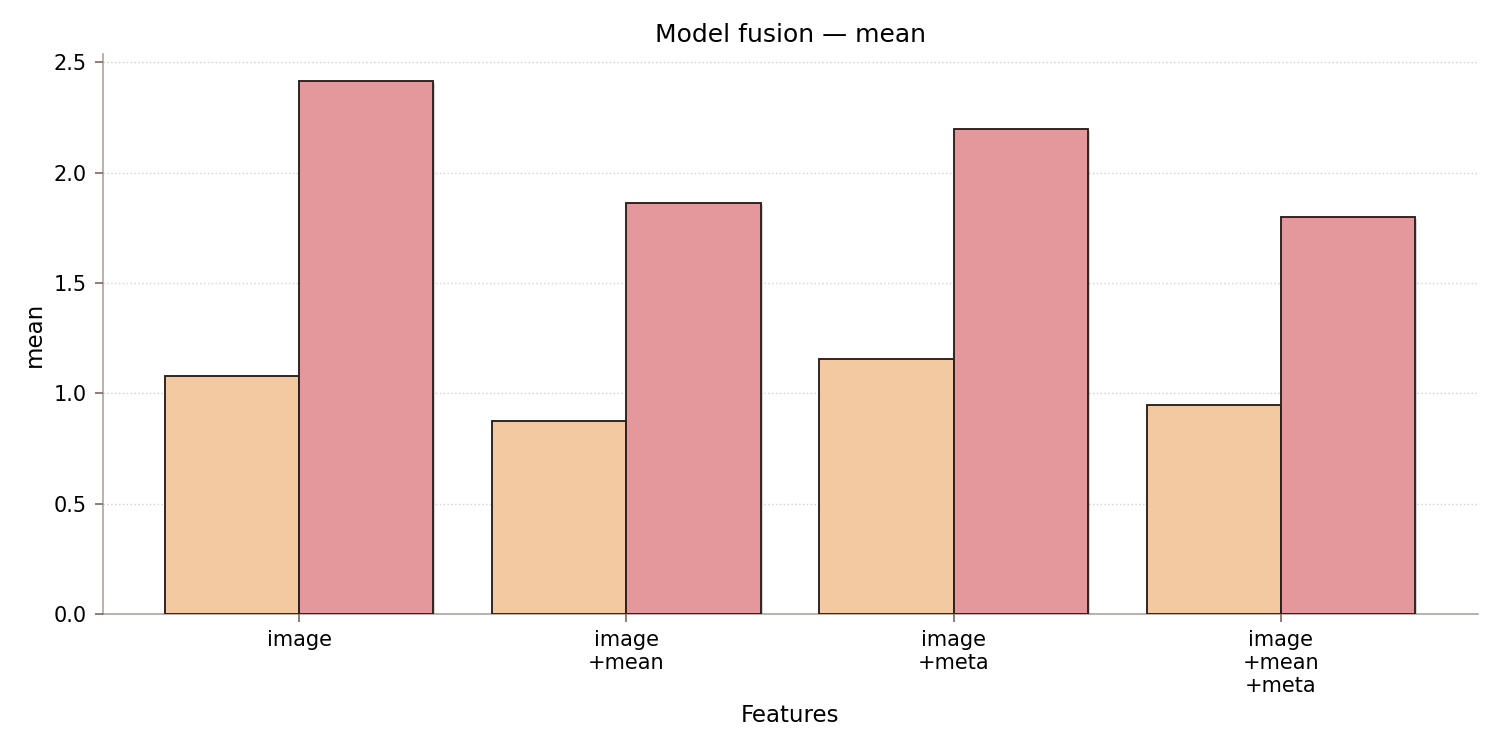 Model fusion — mean
mean
2.5
2.0
1.5
1.0
0.5
0.0
image
image
+mean
image
+meta
image
+mean
+meta
Features